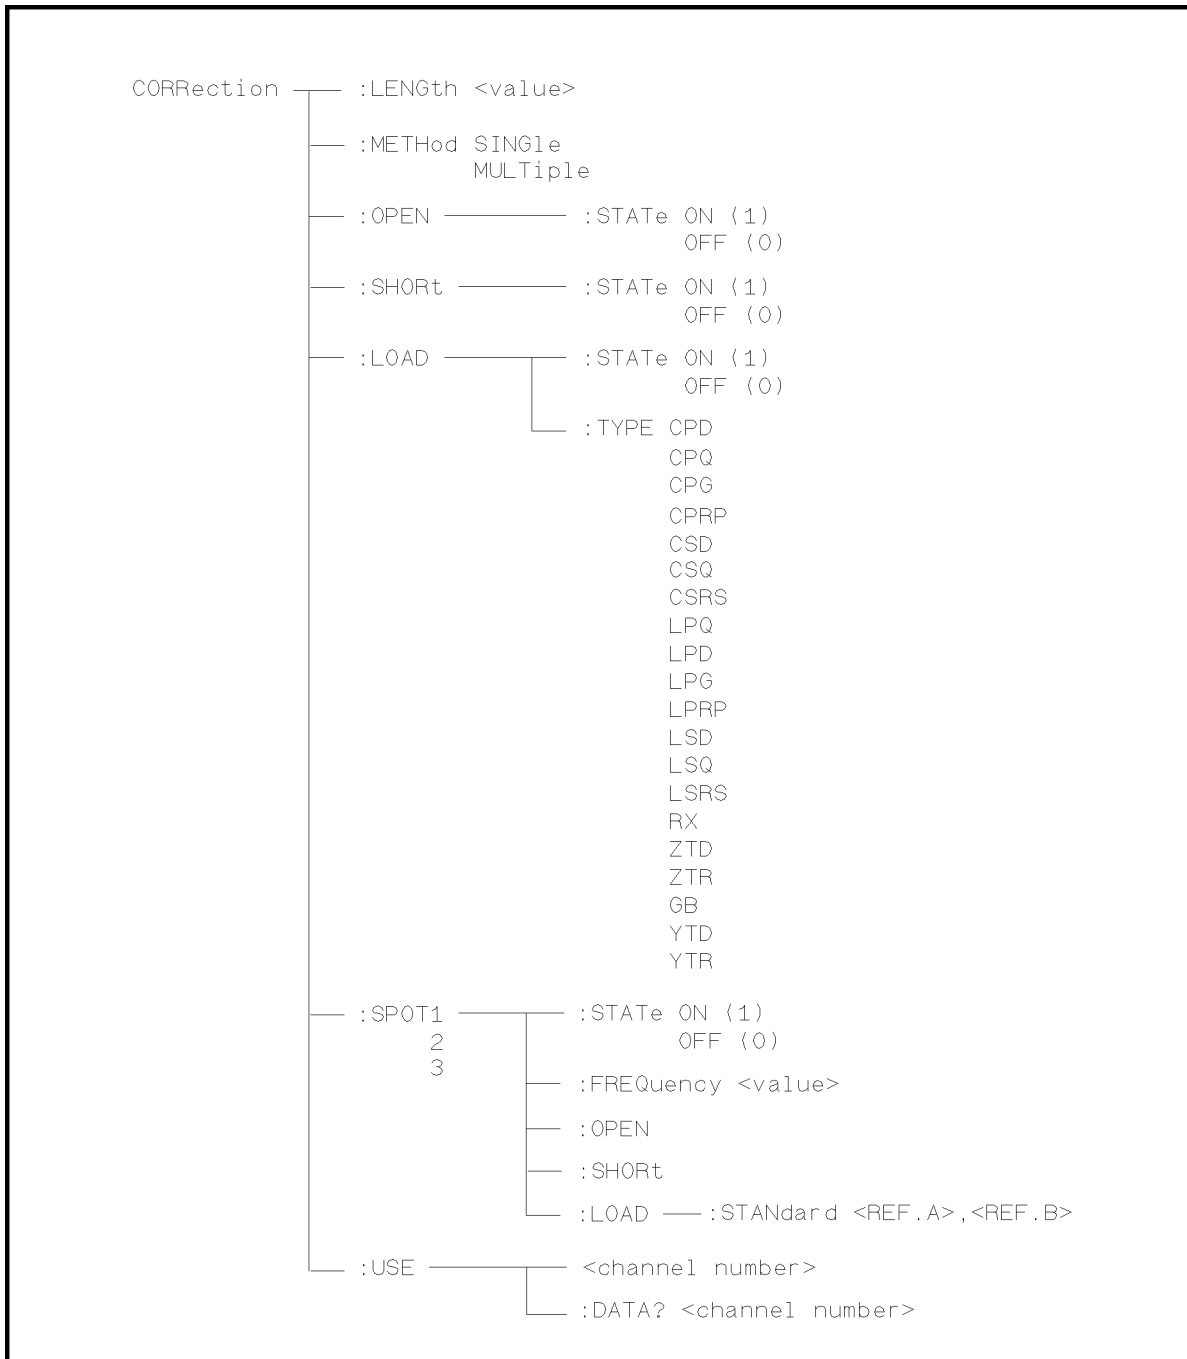 CORRection :LENGth <value>
:METHod SINGle
MULTiple
:OPEN :STATe ON (1)
OFF (0)
:SHORt :STATe ON (1)
OFF (0)
:LOAD :STATe ON (1)
OFF (0)
:TYPE CPD
CPQ
CPG
CPRP
CSD
CSQ
CSRS
LPQ
LPD
LPG
LPRP
LSD
LSQ
LSRS
RX
ZTD
ZTR
GB
YTD
YTR
:SPOT1 :STATe ON (1)
2 OFF (0)
3
:FREQuency <value>
:OPEN
:SHORt
:LOAD :STANdard <REF.A>,<REF.B>
:USE <channel number>
:DATA? <channel number>